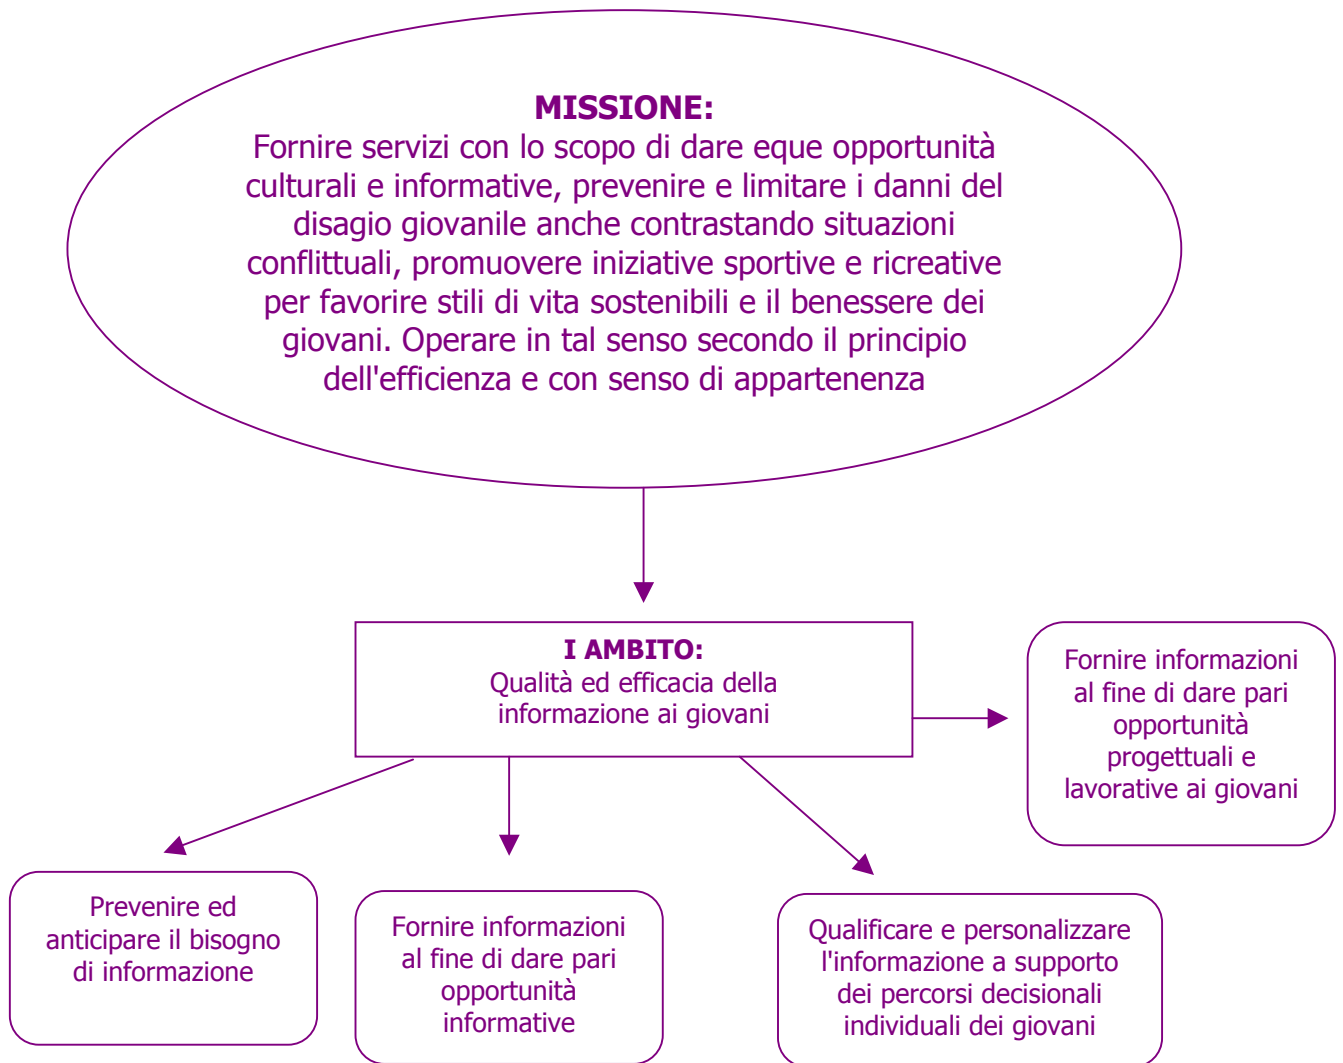 MISSIONE:
Fornire servizi con lo scopo di dare eque opportunità
culturali e informative, prevenire e limitare i danni del
disagio giovanile anche contrastando situazioni
conflittuali, promuovere iniziative sportive e ricreative
per favorire stili di vita sostenibili e il benessere dei
giovani. Operare in tal senso secondo il principio
dell'efficienza e con senso di appartenenza
I AMBITO:
Qualità ed efficacia della
informazione ai giovani
Fornire informazioni
al fine di dare pari
opportunità
progettuali e
lavorative ai giovani
Prevenire ed
anticipare il bisogno
di informazione
Fornire informazioni
al fine di dare pari
opportunità
informative
Qualificare e personalizzare
l'informazione a supporto
dei percorsi decisionali
individuali dei giovani